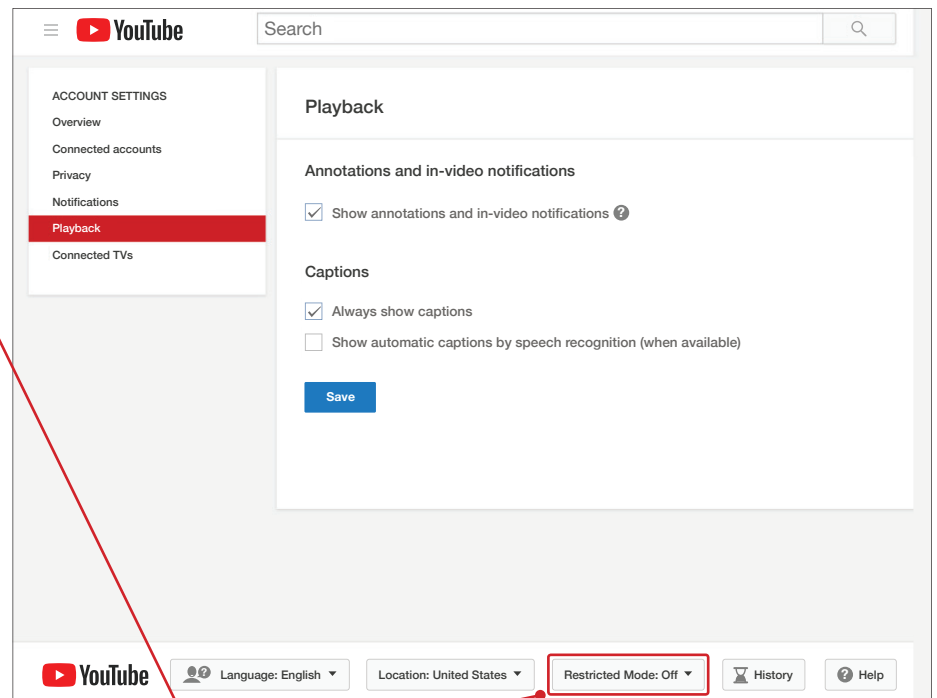 YouTube
Search
ACCOUNT SETTINGS
Overview
Connected accounts
Privacy
Notifications
Playback
Connected TVs
Playback
Annotations and in-video notifications
Show annotations and in-video notifications ?
Captions
Always show captions
Show automatic captions by speech recognition (when available)
Save
YouTube ? Language: English Location: United States Restricted Mode: Off History ? Help